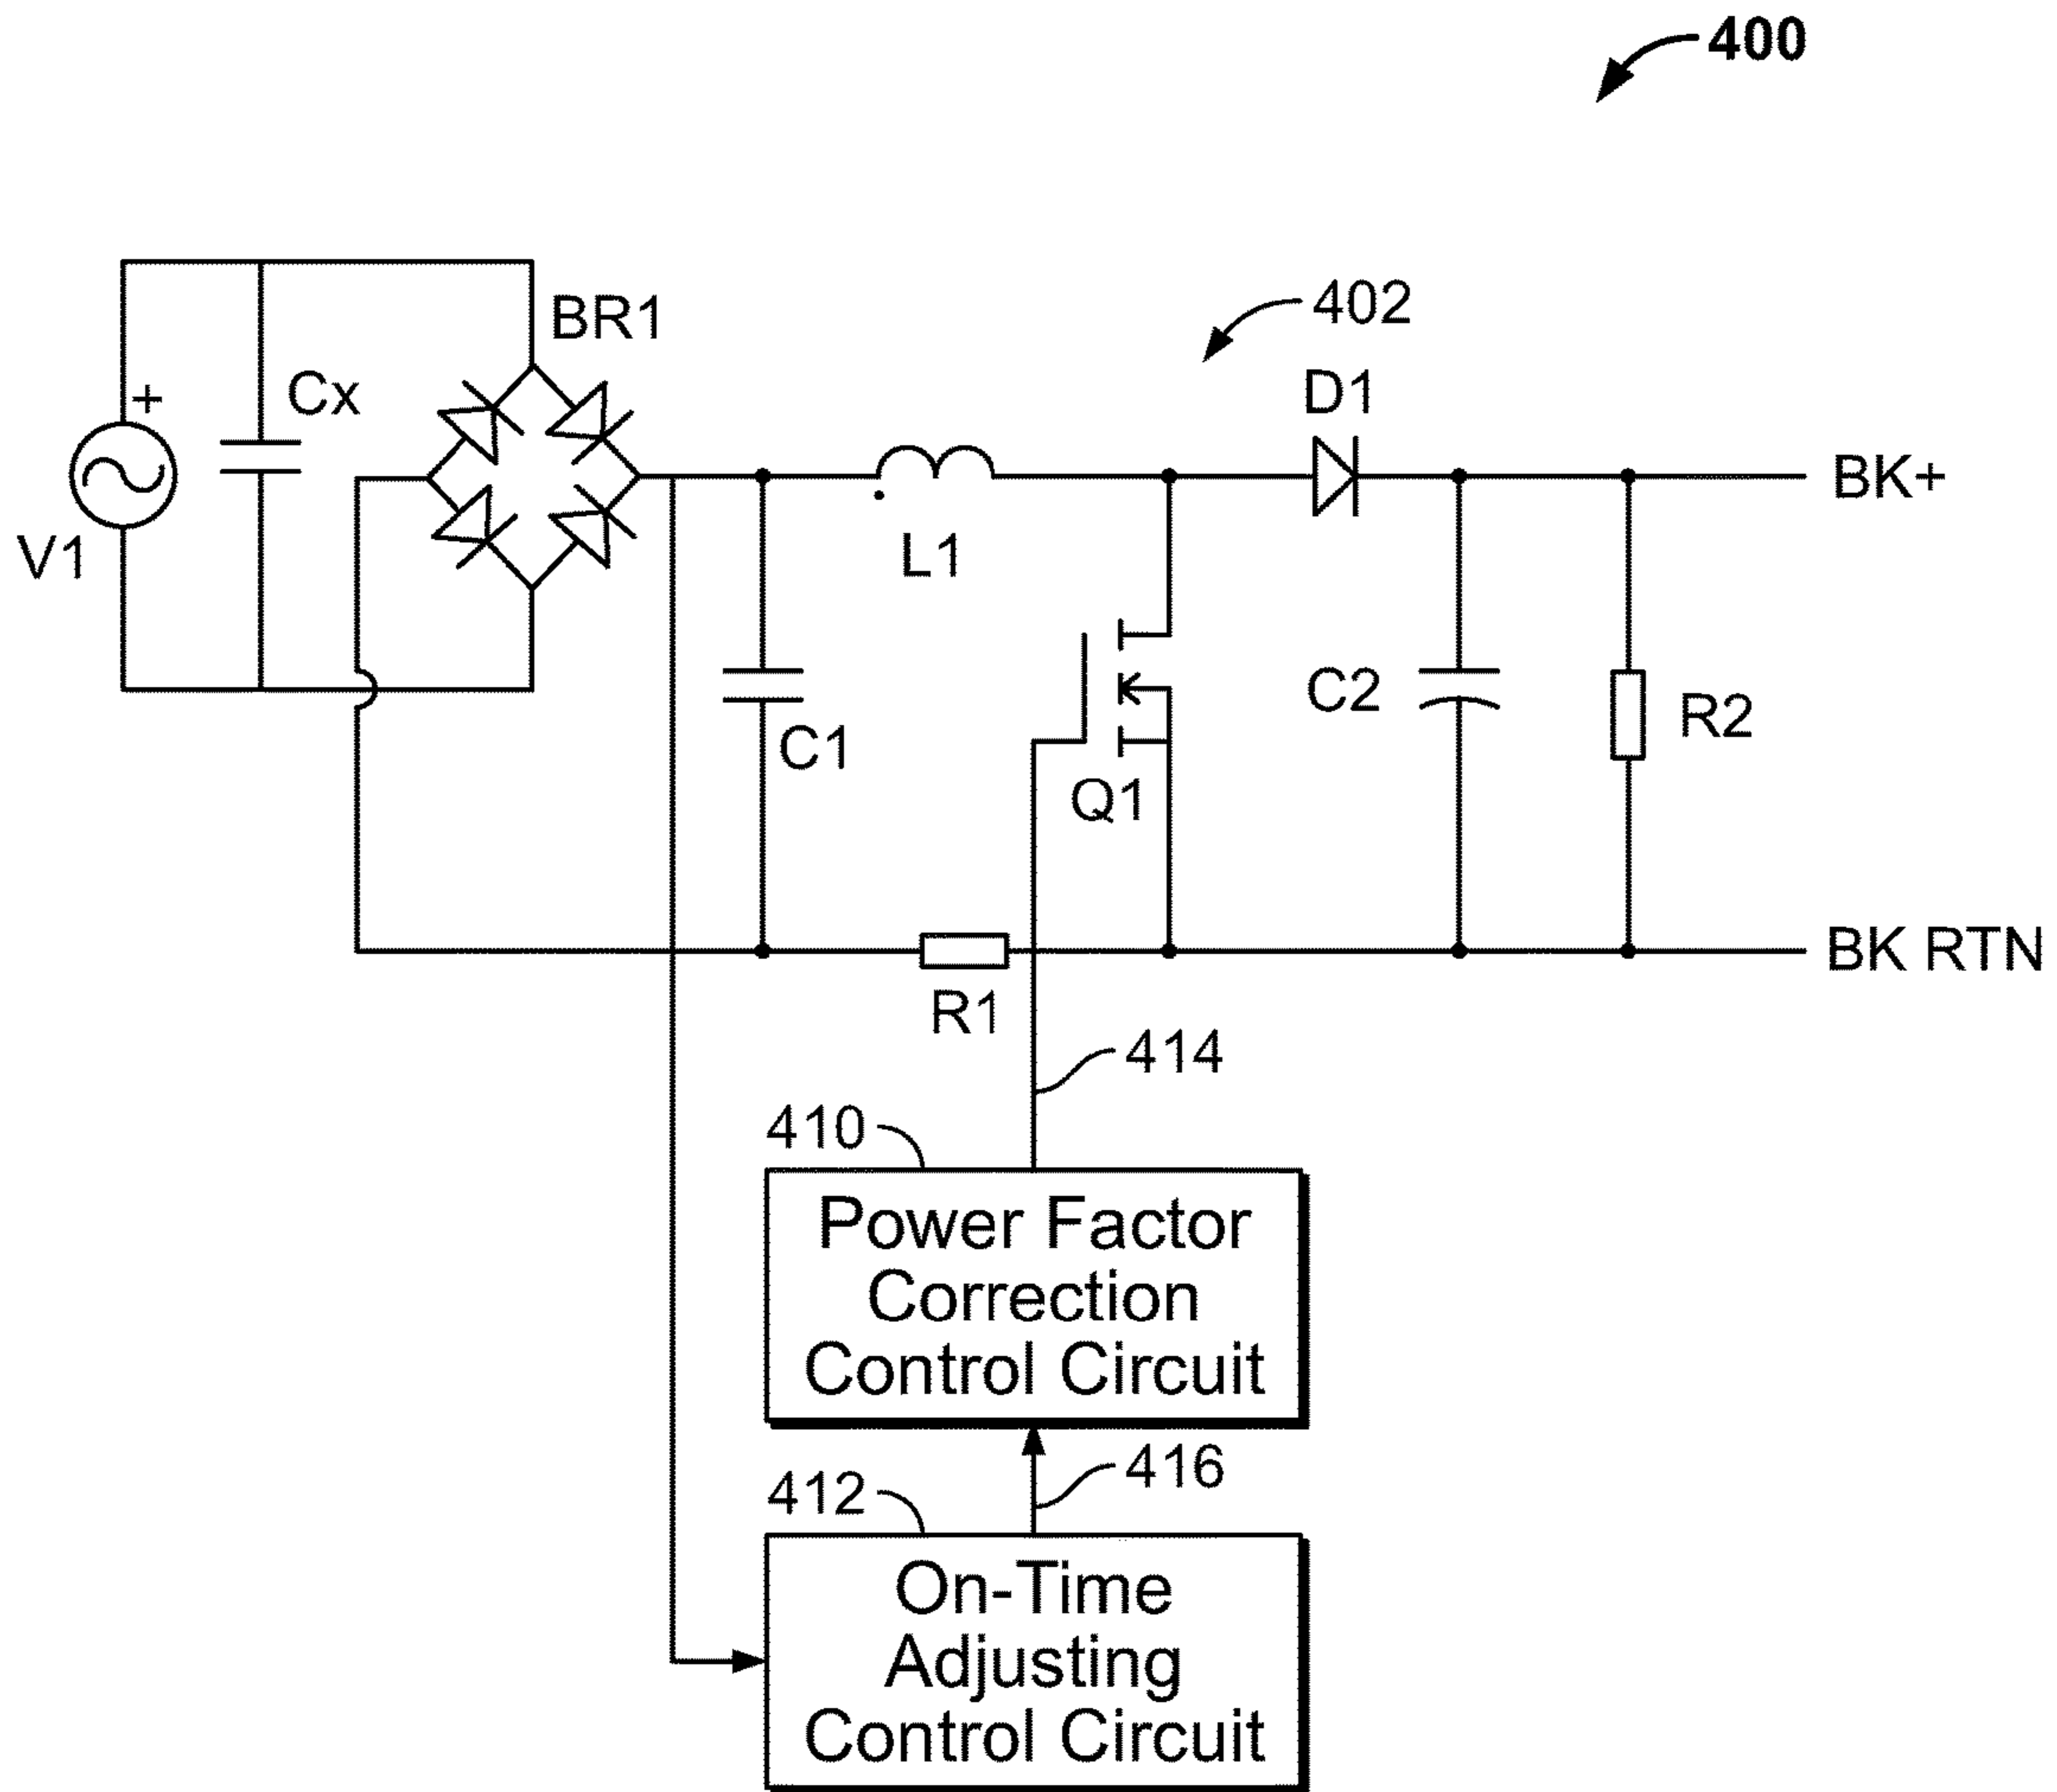 400
402
BR1
D1
Cx
+
BK+
V1
L1
C2
R2
C1
Q1
BK RTN
R1
414
410
Power Factor
Correction
Control Circuit
416
412
On-Time
Adjusting
Control Circuit